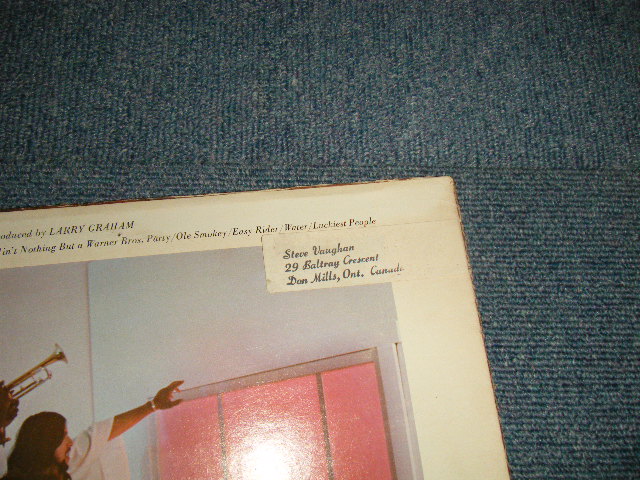 oduced by LARRY GRAHAM
in't Nothing But a Warner Bros. Party/Ole Smokey/Easy Rider/Water/Luckiest People
Steve Vaughan
29 Baltray Crescent
Don Mills, Ont. Canada